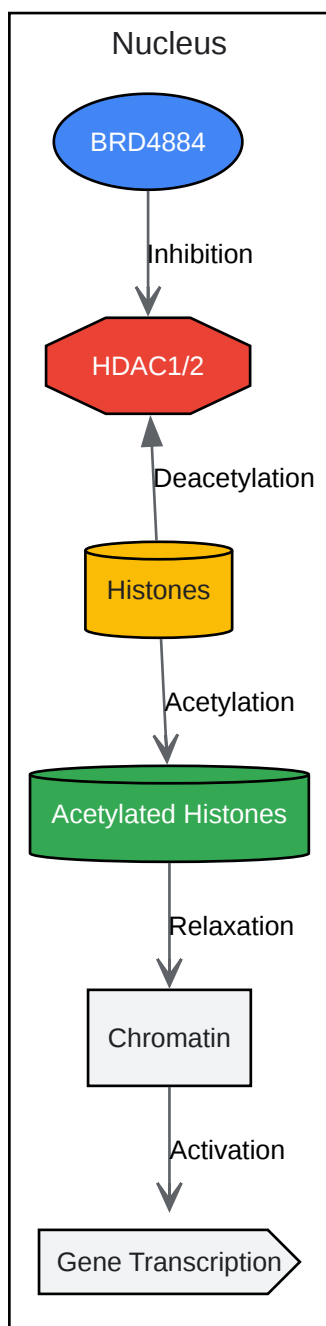 Nucleus
BRD4884
Inhibition
HDAC1/2
Deacetylation
Histones
Acetylation
Acetylated Histones
Relaxation
Chromatin
Activation
Gene Transcription